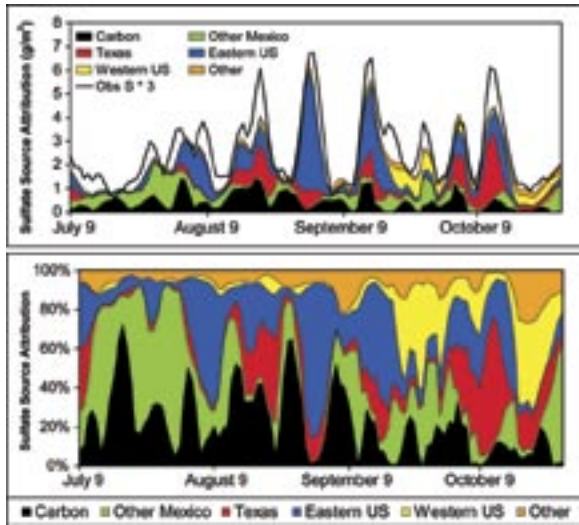 Sulfate Source Attribution (g/m³)
8
7
6
5
4
3
2
1
0
Carbon
Other Mexico
Texas
Eastern US
Western US
Other
Obs S * 3
July 9
August 9
September 9
October 9
Sulfate Source Attribution
100%
80%
60%
40%
20%
0%
July 9
August 9
September 9
October 9
Carbon
Other Mexico
Texas
Eastern US
Western US
Other